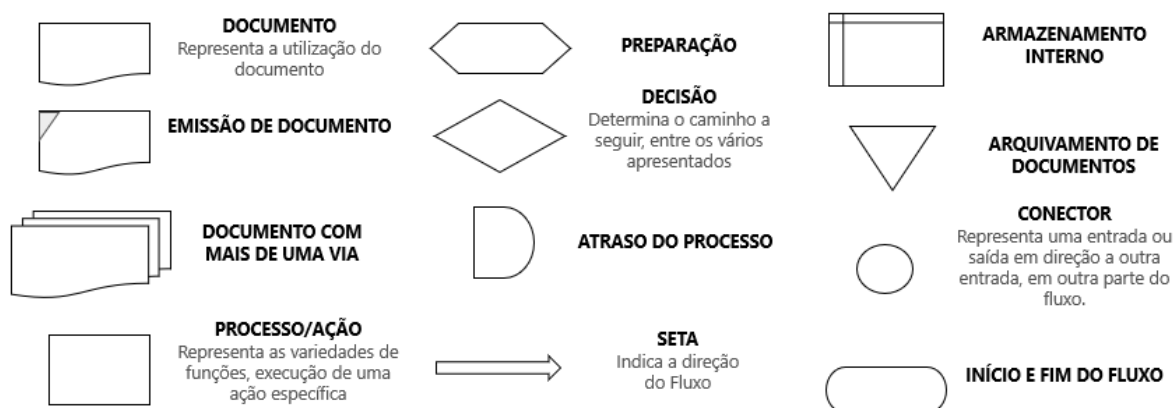 DOCUMENTO
Representa a utilização do
documento
EMISSÃO DE DOCUMENTO
DOCUMENTO COM
MAIS DE UMA VIA
PROCESSO/AÇÃO
Representa as variedades de
funções, execução de uma
ação específica
PREPARAÇÃO
DECISÃO
Determina o caminho a
seguir, entre os vários
apresentados
ATRASO DO PROCESSO
SETA
Indica a direção
do Fluxo
ARMAZENAMENTO
INTERNO
ARQUIVAMENTO DE
DOCUMENTOS
CONECTOR
Representa uma entrada ou
saída em direção a outra
entrada, em outra parte do
fluxo.
INÍCIO E FIM DO FLUXO